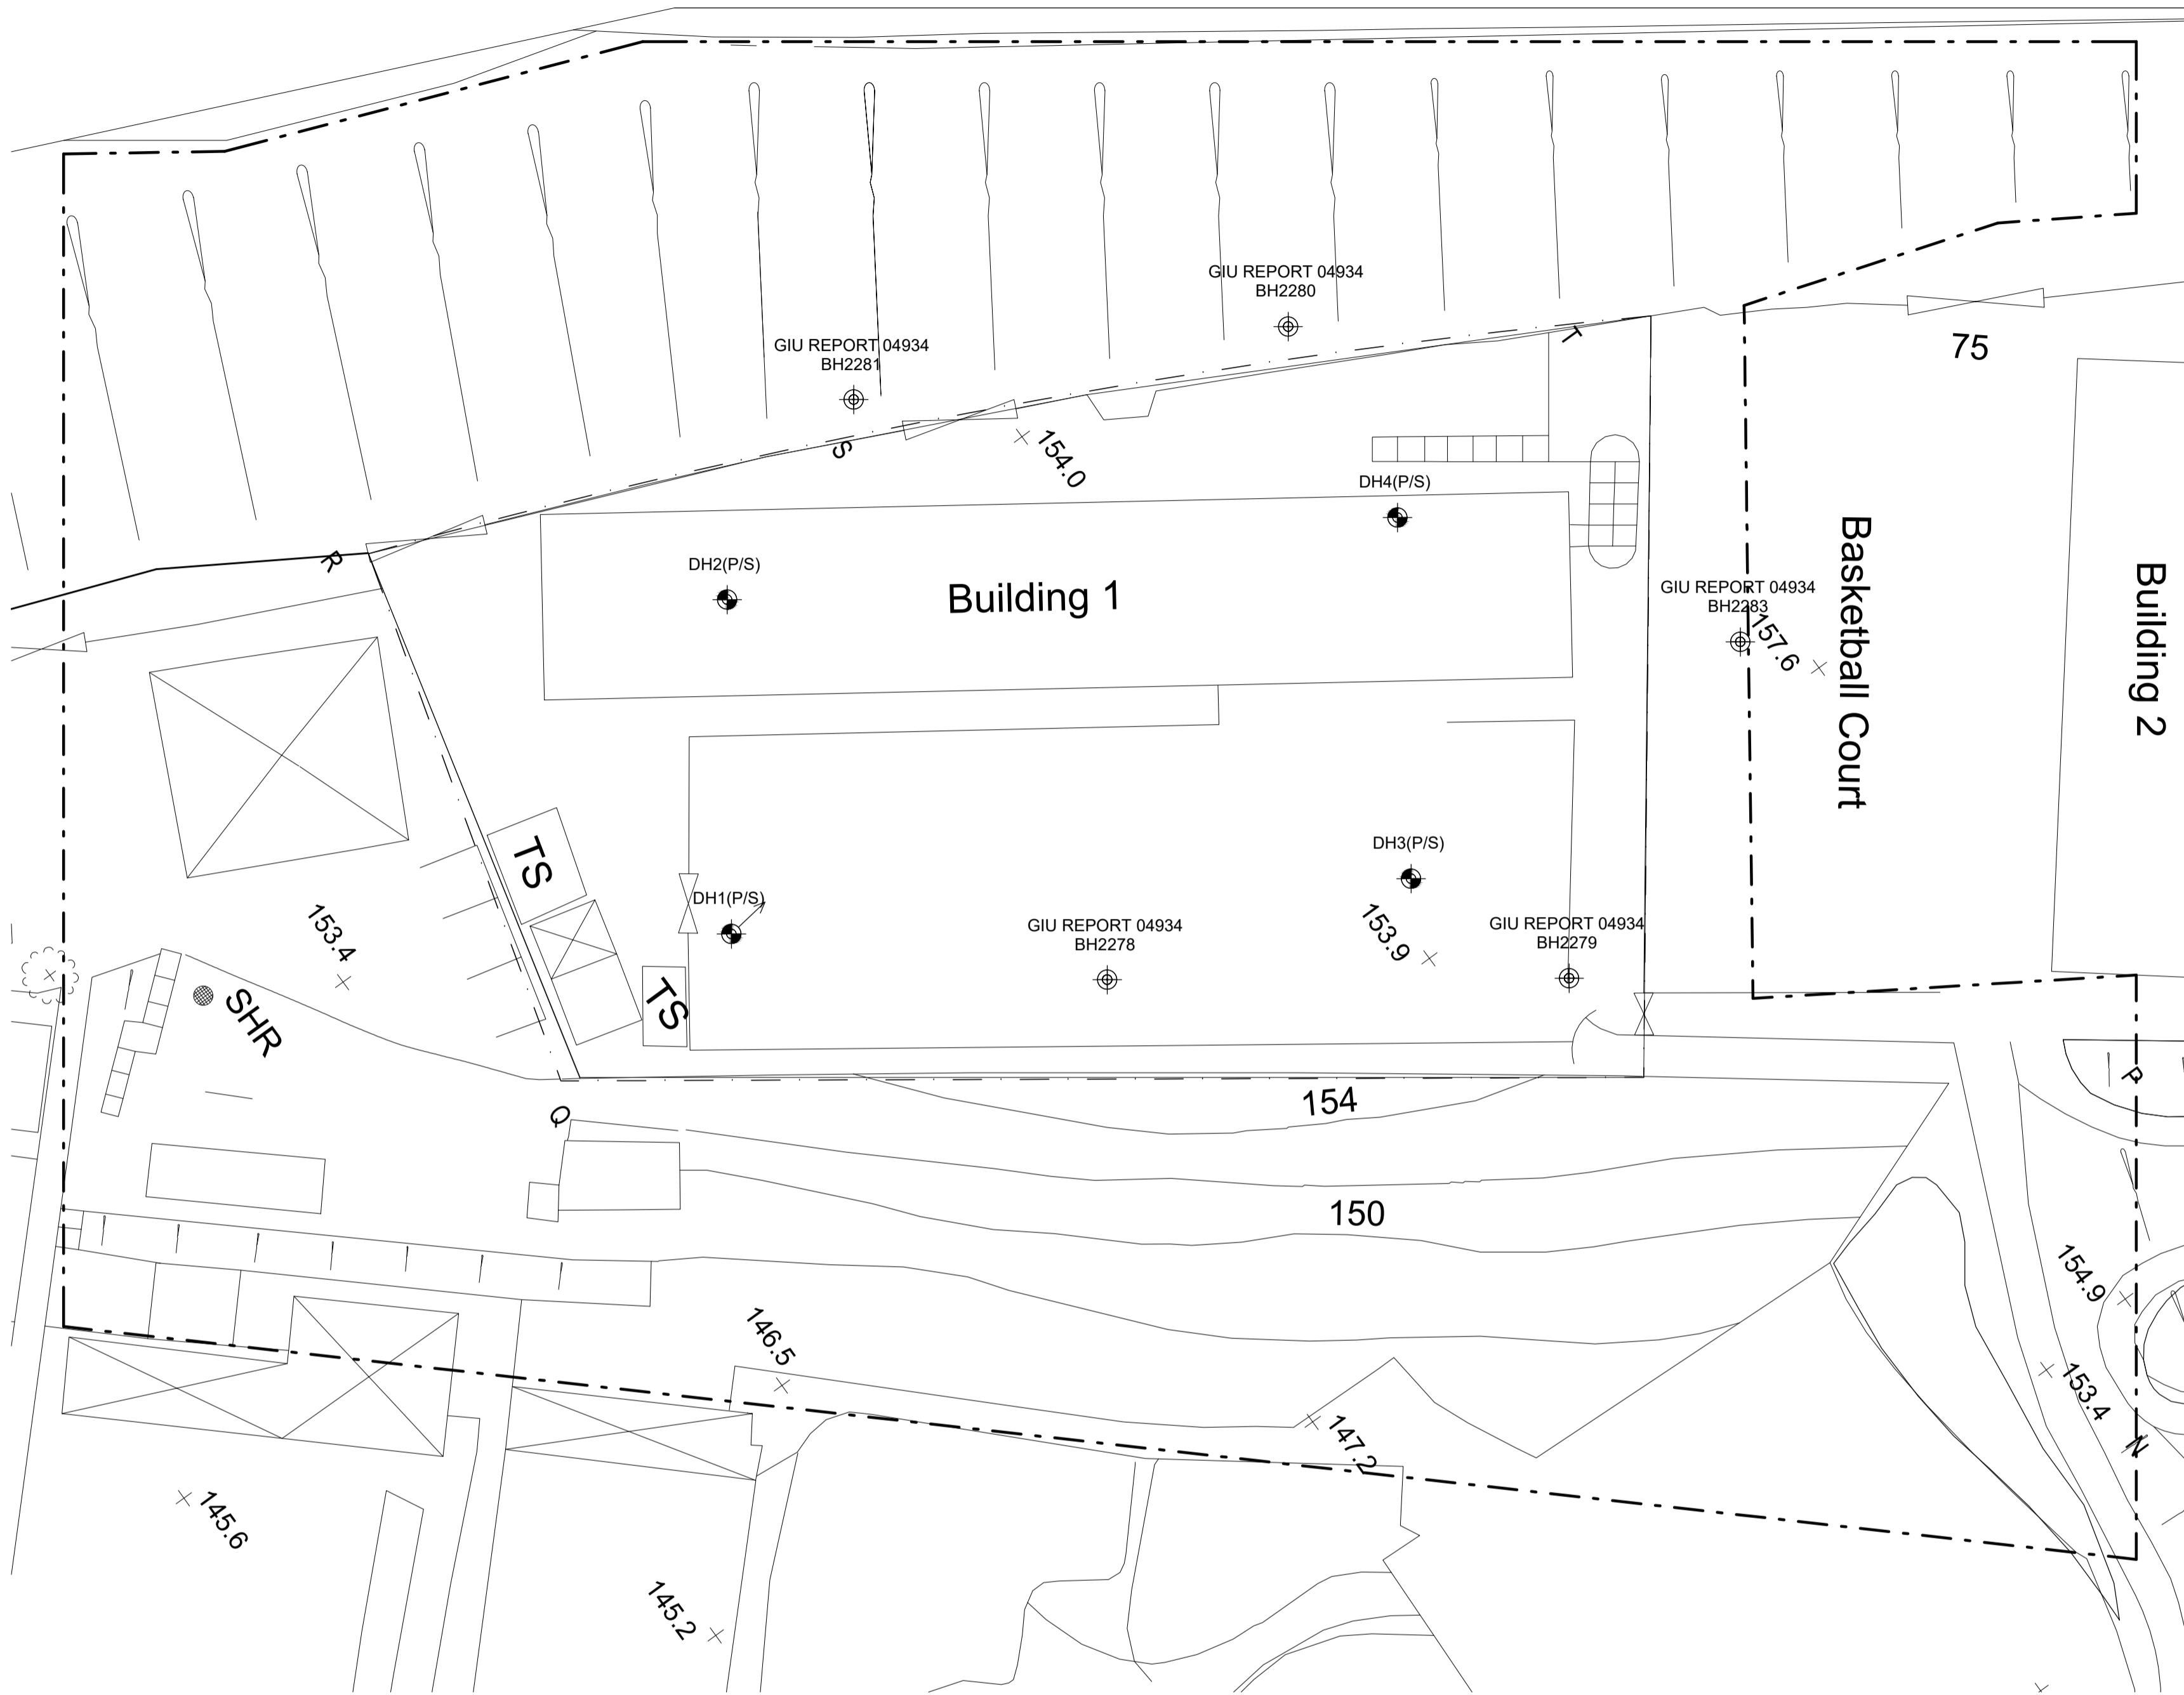 GIU REPORT 04934
BH2280
GIU REPORT 04934
BH2281
T
75
S
154.0
DH4(P/S)
R
DH2(P/S)
Building 1
GIU REPORT 04934
BH2283
157.6
Basketball Court
Building 2
DH3(P/S)
TS
DH1(P/S)
GIU REPORT 04934
BH2278
153.9
GIU REPORT 04934
BH2279
153.4
SHR
TS
P
154
Q
150
154.9
146.5
153.4
147.2
N
145.6
145.2